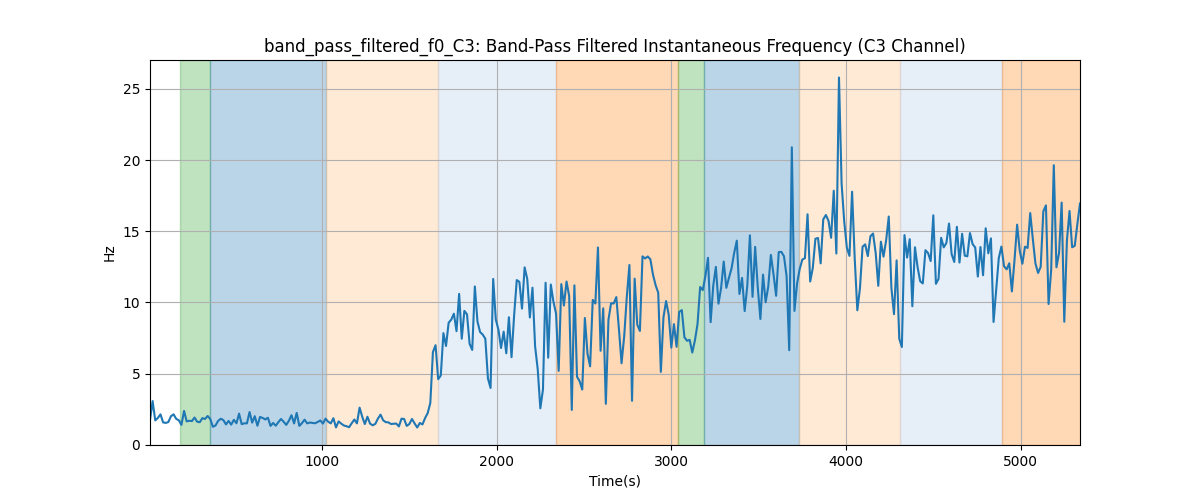 band_pass_filtered_f0_C3: Band-Pass Filtered Instantaneous Frequency (C3 Channel)
25
20
15
10
5
0
Hz
1000 2000 3000 4000 5000
Time(s)